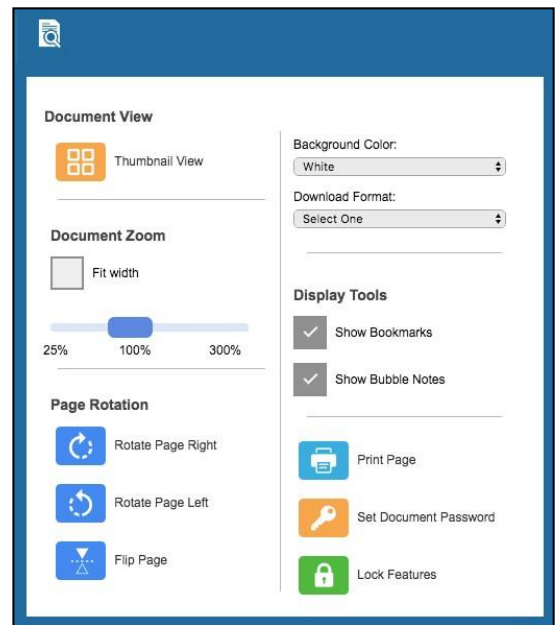 Document View
Thumbnail View
Document Zoom
Fit width
25% 100% 300%
Page Rotation
Rotate Page Right
Rotate Page Left
Flip Page
Background Color:
White
Download Format:
Select One
Display Tools
Show Bookmarks
Show Bubble Notes
Print Page
Set Document Password
Lock Features